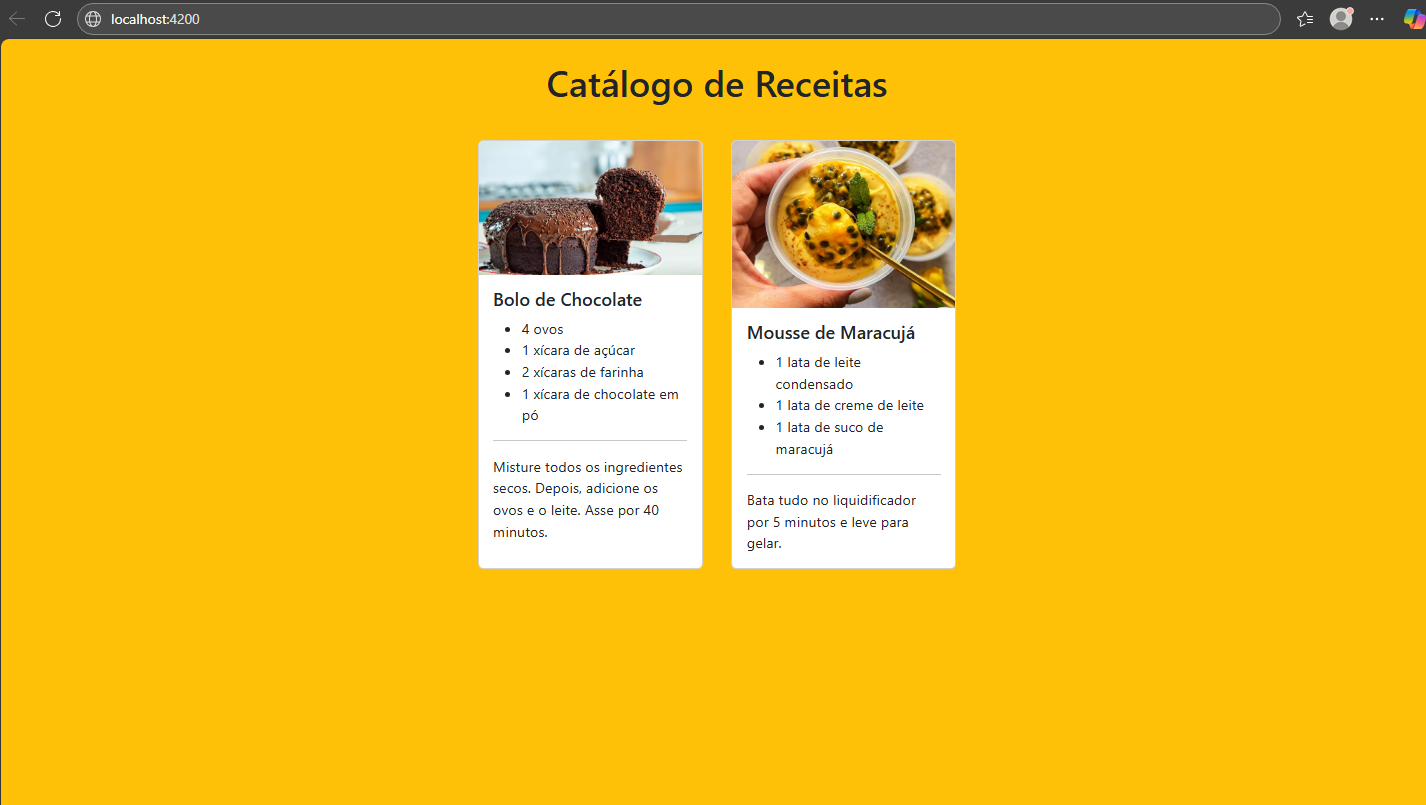 localhost:4200
Catálogo de Receitas
Bolo de Chocolate
4 ovos
1 xícara de açúcar
2 xícaras de farinha
1 xícara de chocolate em
pó
Misture todos os ingredientes
secos. Depois, adicione os
ovos e o leite. Asse por 40
minutos.
Mousse de Maracujá
1 lata de leite
condensado
1 lata de creme de leite
1 lata de suco de
maracujá
Bata tudo no liquidificador
por 5 minutos e leve para
gelar.